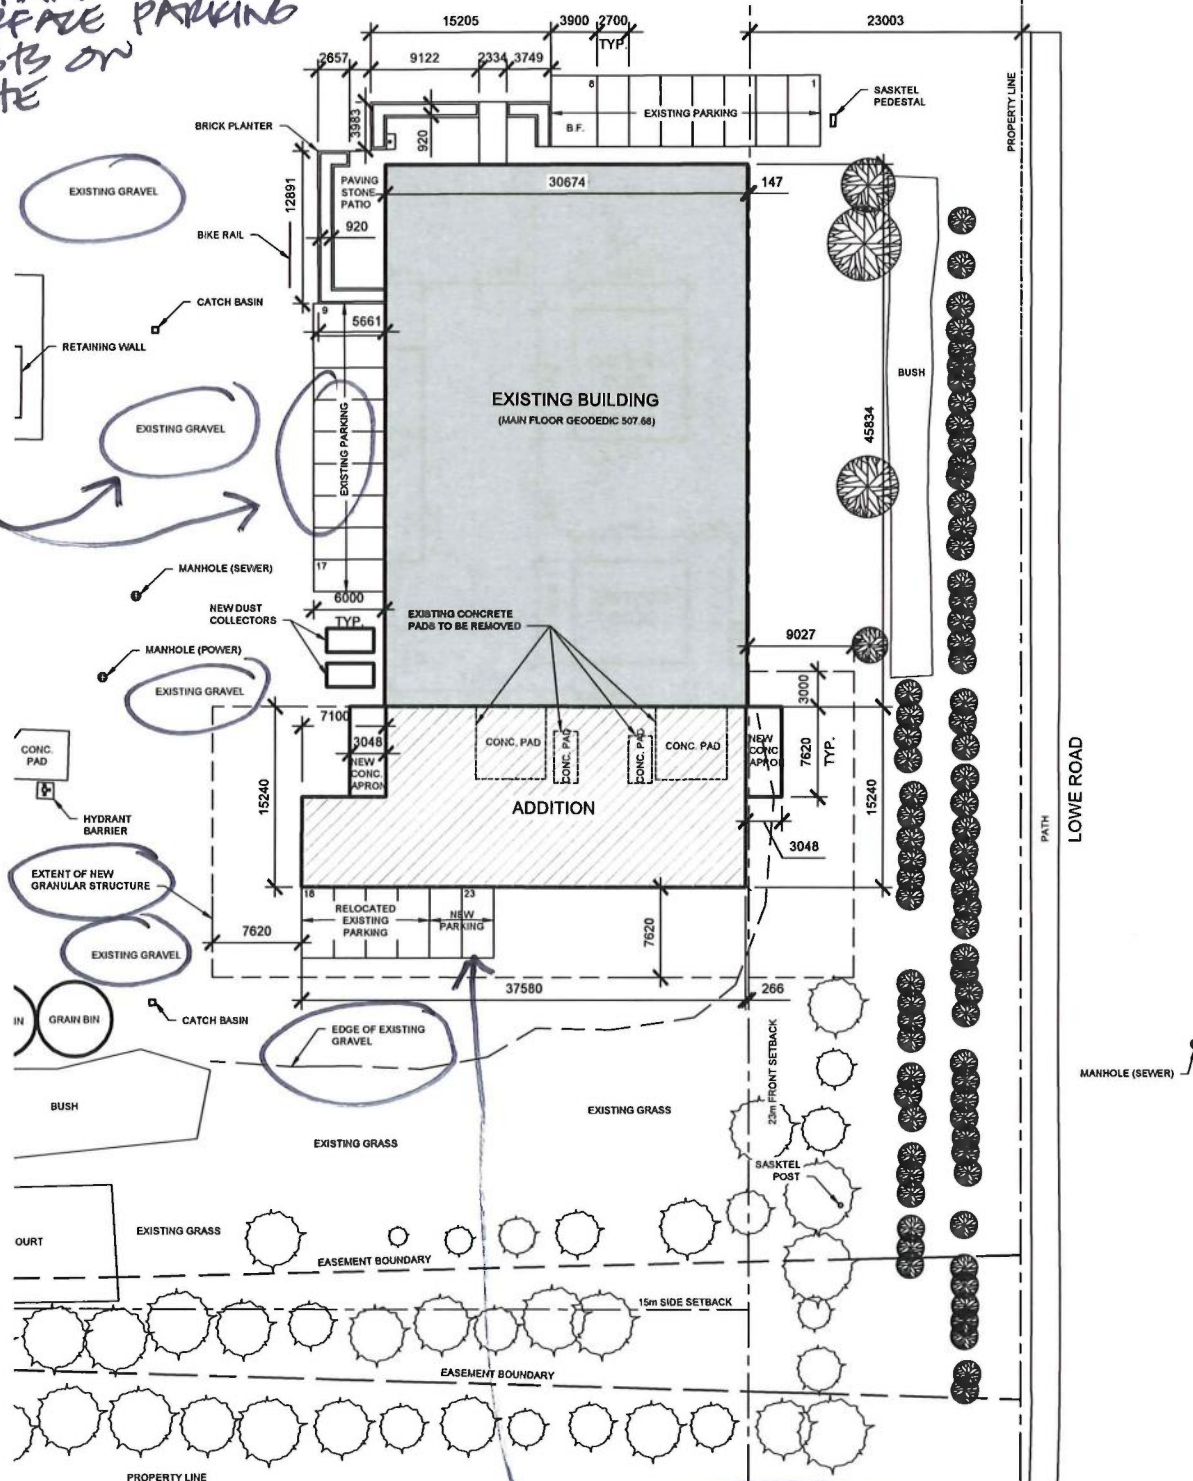 RFACE PARKING
STS ON
TE
15205
3900
2700
TYP.
23003
2657
9122
2334
3749
8
1
SASKTEL
PEDESTAL
PROPERTY LINE
EXISTING PARKING
B.F.
3983
920
BRICK PLANTER
EXISTING GRAVEL
PAVING
STONE
PATIO
30674
147
12891
920
BIKE RAIL
CATCH BASIN
9
5661
RETAINING WALL
BUSH
EXISTING BUILDING
(MAIN FLOOR GEODEDIC 507.68)
45834
EXISTING GRAVEL
EXISTING PARKING
17
MANHOLE (SEWER)
6000
TYP.
NEW DUST
COLLECTORS
EXISTING CONCRETE
PADS TO BE REMOVED
9027
MANHOLE (POWER)
EXISTING GRAVEL
3000
7100
3048
NEW
CONC.
APRON
CONC. PAD
CONC. PAD
CONC. PAD
CONC. PAD
NEW
CONC.
APRON
7620
TYP.
CONC.
PAD
15240
ADDITION
15240
HYDRANT
BARRIER
3048
LOWE ROAD
PATH
EXTENT OF NEW
GRANULAR STRUCTURE
18
23
RELOCATED
EXISTING
PARKING
NEW
PARKING
7620
7620
EXISTING GRAVEL
37580
266
IN
GRAIN BIN
CATCH BASIN
EDGE OF EXISTING
GRAVEL
23m FRONT SETBACK
MANHOLE (SEWER)
BUSH
EXISTING GRASS
EXISTING GRASS
SASKTEL
POST
EXISTING GRASS
OURT
EASEMENT BOUNDARY
15m SIDE SETBACK
EASEMENT BOUNDARY
PROPERTY LINE